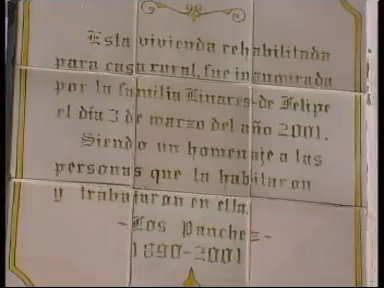 Esta vivienda rehabilitada
para casa rural, fue inaugurada
por la familia Linares-de Felipe
el día 3 de marzo del año 2001.
Siendo un homenaje a las
personas que la habitaron
y trabajaron en ella.
-Los Panchez-
1890-2001